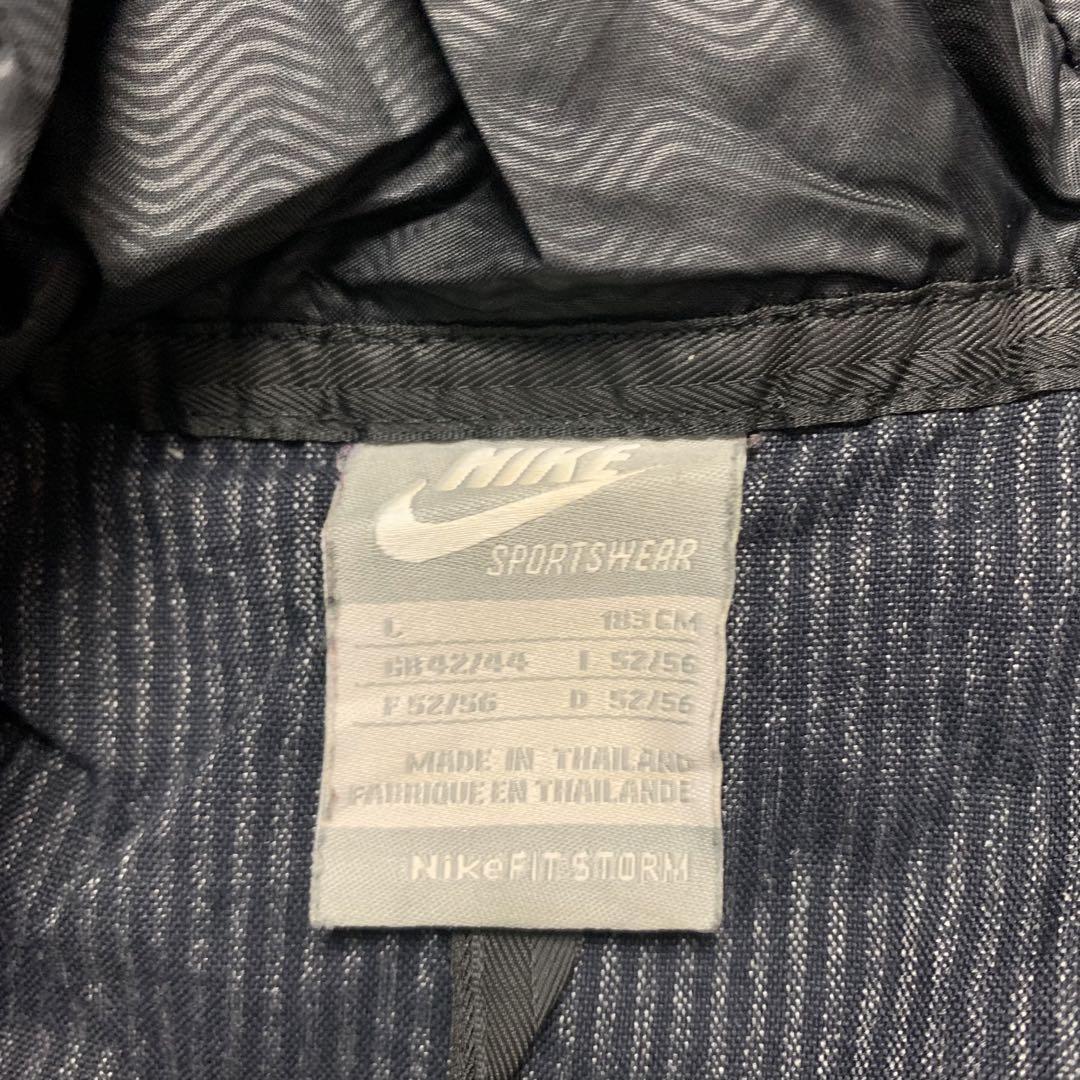 NIKE
SPORTSWEAR
L 183 CM
GB 42/44 I 52/56
F 52/56 D 52/56
MADE IN THAILAND
FABRIQUE EN THAILANDE
NikeFIT STORM